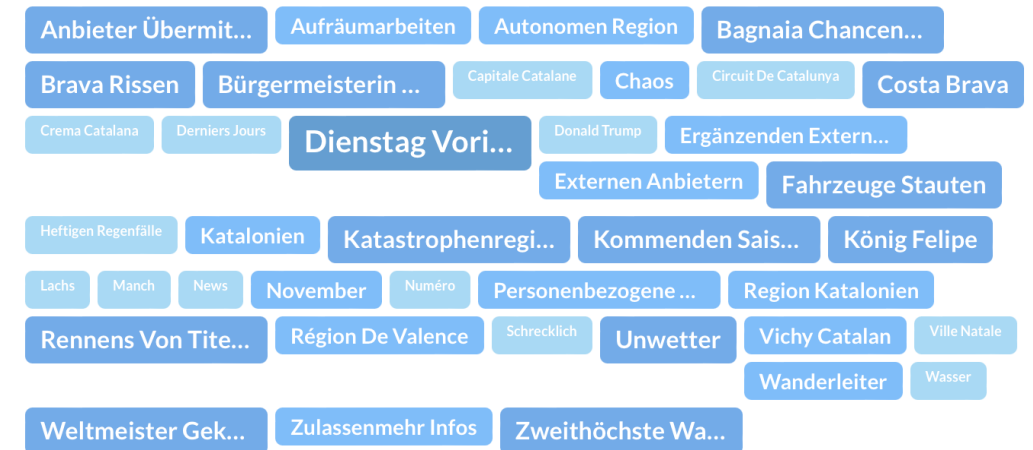 Anbieter Übermit... Aufräumarbeiten Autonomen Region Bagnaia Chancen...
Brava Rissen Bürgermeisterin ... Capitale Catalane Chaos Circuit De Catalunya Costa Brava
Crema Catalana Derniers Jours Dienstag Vori... Donald Trump Ergänzenden Extern...
Externen Anbietern Fahrzeuge Stauten
Heftigen Regenfälle Katalonien Katastrophenregi... Kommenden Sais... König Felipe
Lachs Manch News November Numéro Personenbezogene ... Region Katalonien
Rennens Von Tite... Région De Valence Schrecklich Unwetter Vichy Catalan Ville Natale
Wanderleiter Wasser
Weltmeister Gek... Zulassenmehr Infos Zweithöchste Wa...